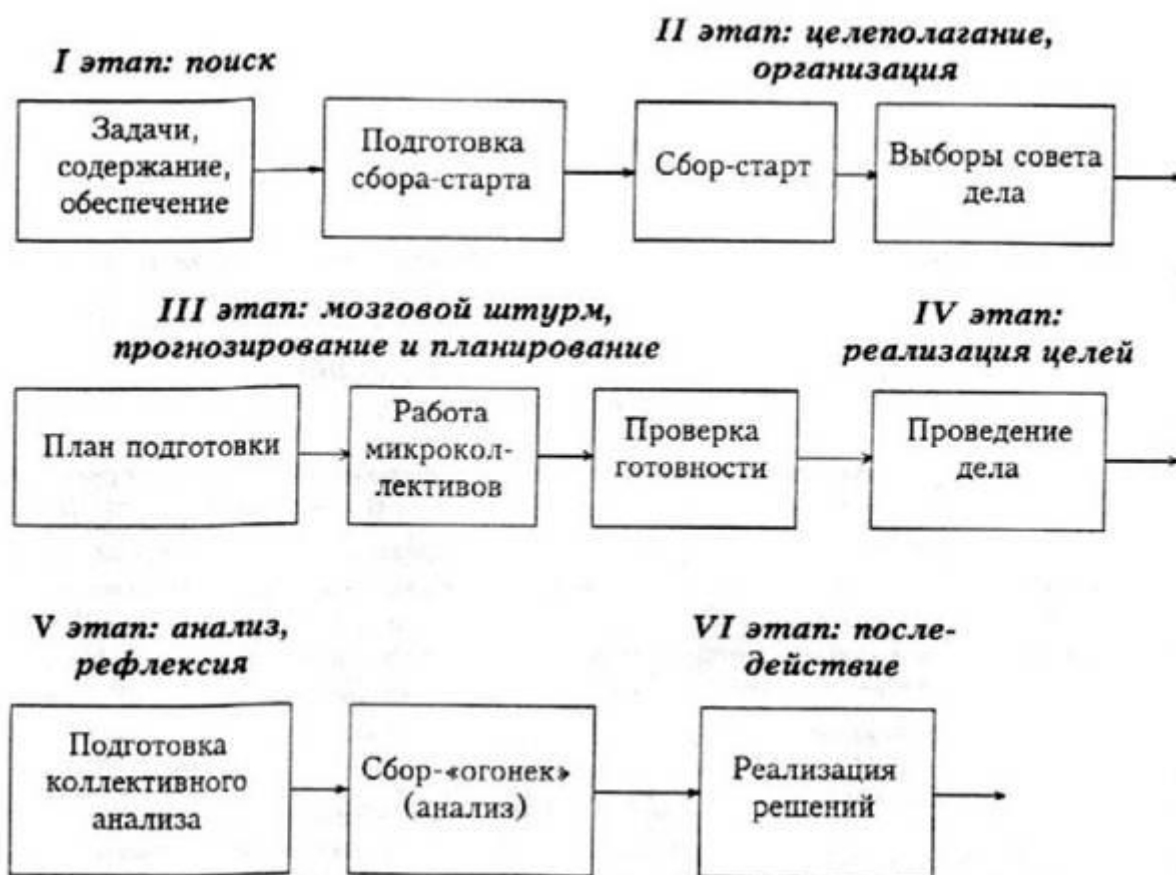 I этап: поиск
II этап: целеполагание,
организация
Задачи,
содержание,
обеспечение
Подготовка
сбора-старта
Сбор-старт
Выборы совета
дела
III этап: мозговой штурм,
прогнозирование и планирование
IV этап:
реализация целей
План подготовки
Работа
микрокол-
лективов
Проверка
готовности
Проведение
дела
V этап: анализ,
рефлексия
VI этап: после-
действие
Подготовка
коллективного
анализа
Сбор-«огонек»
(анализ)
Реализация
решений